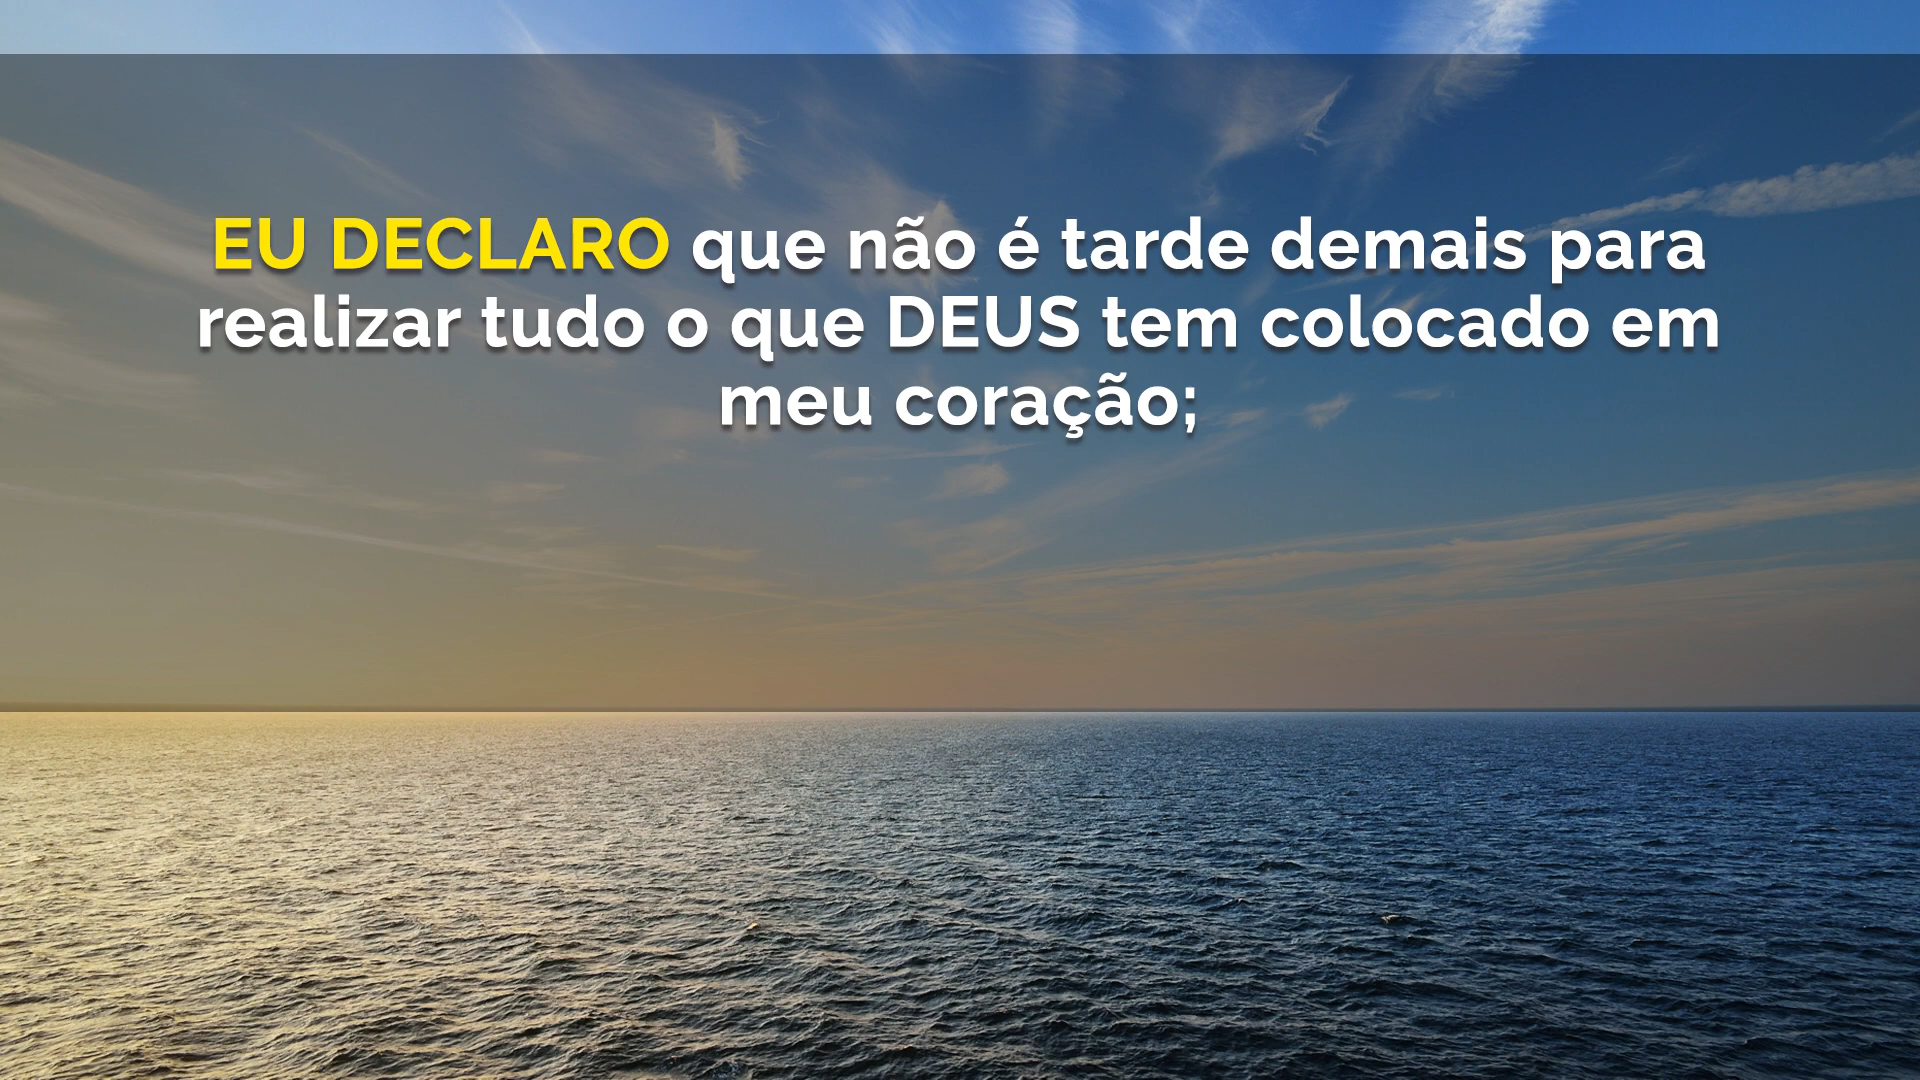 EU DECLARO que não é tarde demais para
realizar tudo o que DEUS tem colocado em
meu coração;